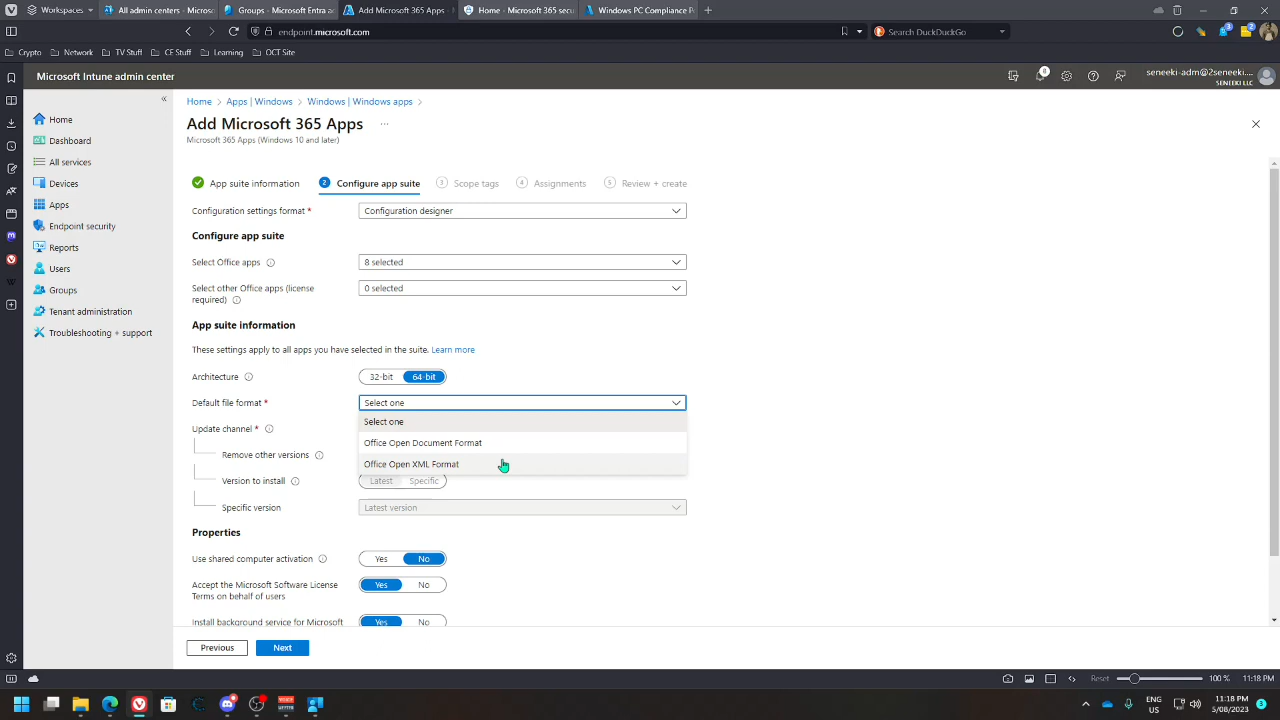 Workspaces
All admin centers - Micros
Groups - Microsoft Entra a
Add Microsoft 365 Apps
Home - Microsoft 365 secu
Windows PC Compliance P
endpoint.microsoft.com
Search DuckDuckGo
3
2
Crypto
Network
TV Stuff
CE Stuff
Learning
OCT Site
Microsoft Intune admin center
seneeki-adm@2seneeki....
SENEEKI LLC
«
Home
Dashboard
All services
Devices
Apps
Endpoint security
Reports
Users
Groups
Tenant administration
Troubleshooting + support
Home > Apps | Windows > Windows | Windows apps >
Add Microsoft 365 Apps ...
Microsoft 365 Apps (Windows 10 and later)
App suite information
2 Configure app suite
3 Scope tags
4 Assignments
5 Review + create
Configuration settings format *
Configuration designer
Configure app suite
Select Office apps
8 selected
Select other Office apps (license
required)
0 selected
App suite information
These settings apply to all apps you have selected in the suite. Learn more
Architecture
32-bit 64-bit
Default file format *
Select one
Select one
Update channel *
Office Open Document Format
Remove other versions
Office Open XML Format
Version to install
Latest Specific
Specific version
Latest version
Properties
Use shared computer activation
Yes No
Accept the Microsoft Software License
Terms on behalf of users
Yes No
Install background service for Microsoft
Yes No
Previous
Next
Reset
100 %
11:18 PM
ENG
US
11:18 PM
5/08/2023
3